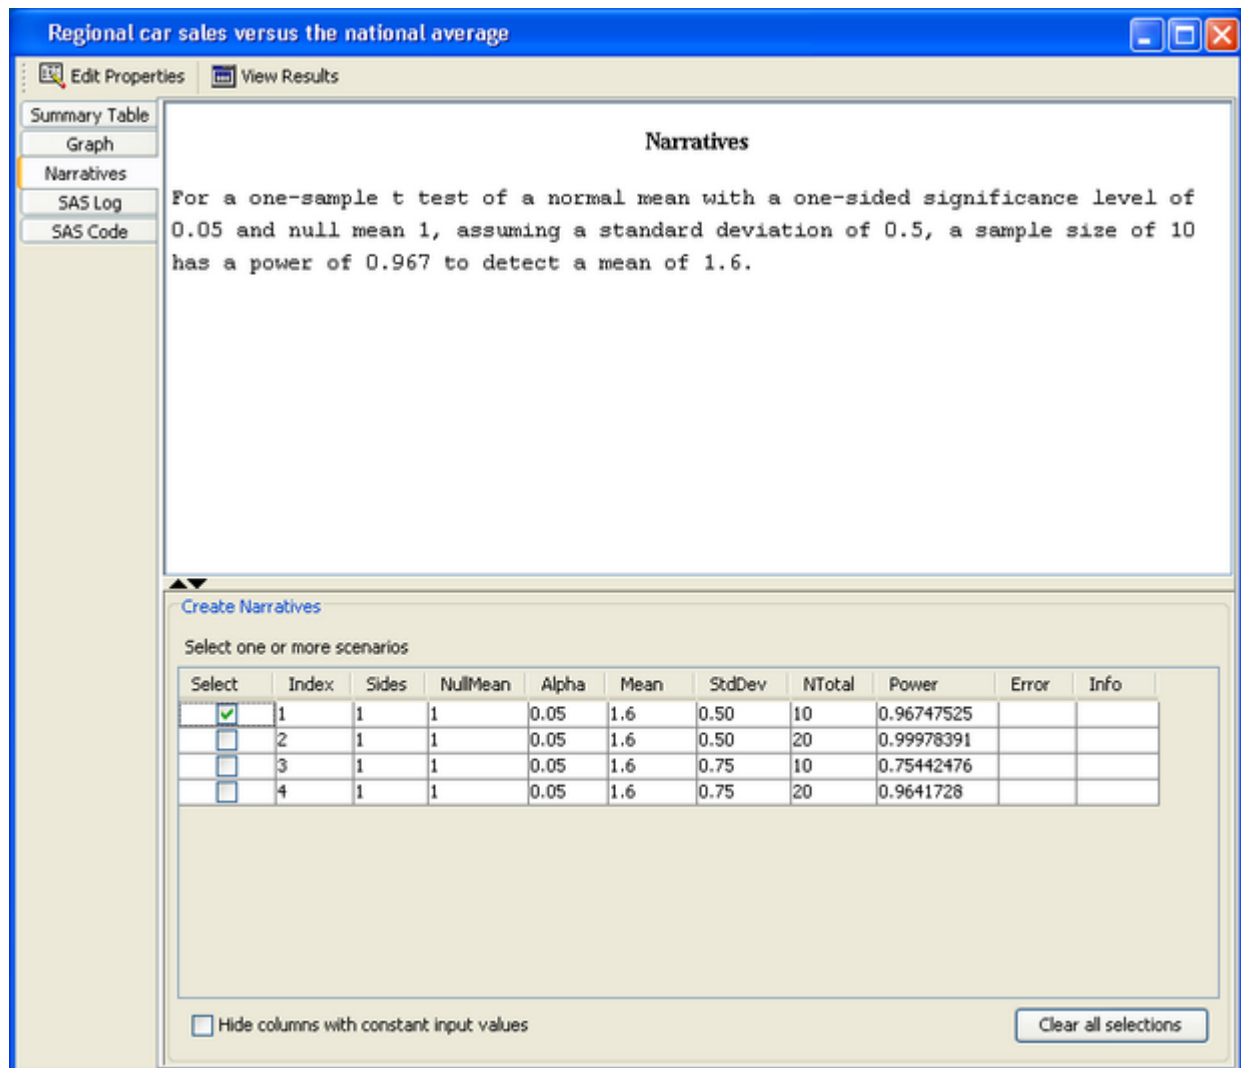 Regional car sales versus the national average
Edit Properties View Results
Summary Table
Graph
Narratives
SAS Log
SAS Code
Narratives
For a one-sample t test of a normal mean with a one-sided significance level of
0.05 and null mean 1, assuming a standard deviation of 0.5, a sample size of 10
has a power of 0.967 to detect a mean of 1.6.
Create Narratives
Select one or more scenarios
Select Index Sides NullMean Alpha Mean StdDev NTotal Power Error Info
1 1 1 0.05 1.6 0.50 10 0.96747525
2 1 1 0.05 1.6 0.50 20 0.99978391
3 1 1 0.05 1.6 0.75 10 0.75442476
4 1 1 0.05 1.6 0.75 20 0.9641728
Hide columns with constant input values
Clear all selections